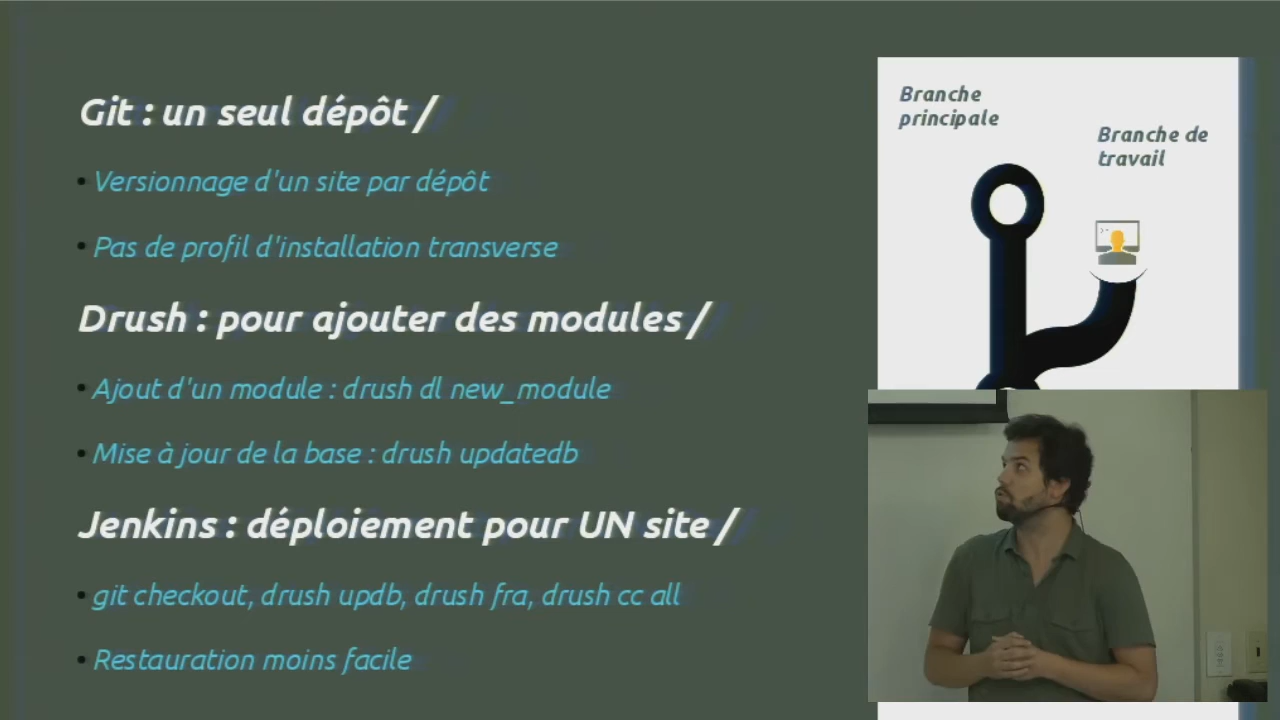 Git : un seul dépôt /
• Versionnage d'un site par dépôt
• Pas de profil d'installation transverse
Drush : pour ajouter des modules /
• Ajout d'un module : drush dl new_module
• Mise à jour de la base : drush updatedb
Jenkins : déploiement pour UN site /
• git checkout, drush updb, drush fra, drush cc all
• Restauration moins facile
Branche
principale
Branche de
travail